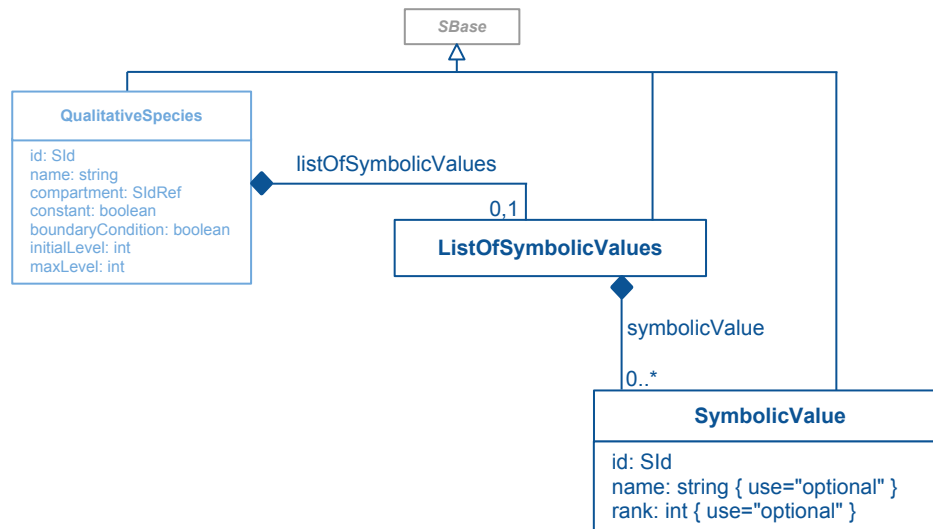 SBase
QualitativeSpecies
id: SId
name: string
compartment: SIdRef
constant: boolean
boundaryCondition: boolean
initialLevel: int
maxLevel: int
listOfSymbolicValues
0,1
ListOfSymbolicValues
symbolicValue
0..*
SymbolicValue
id: SId
name: string { use="optional" }
rank: int { use="optional" }